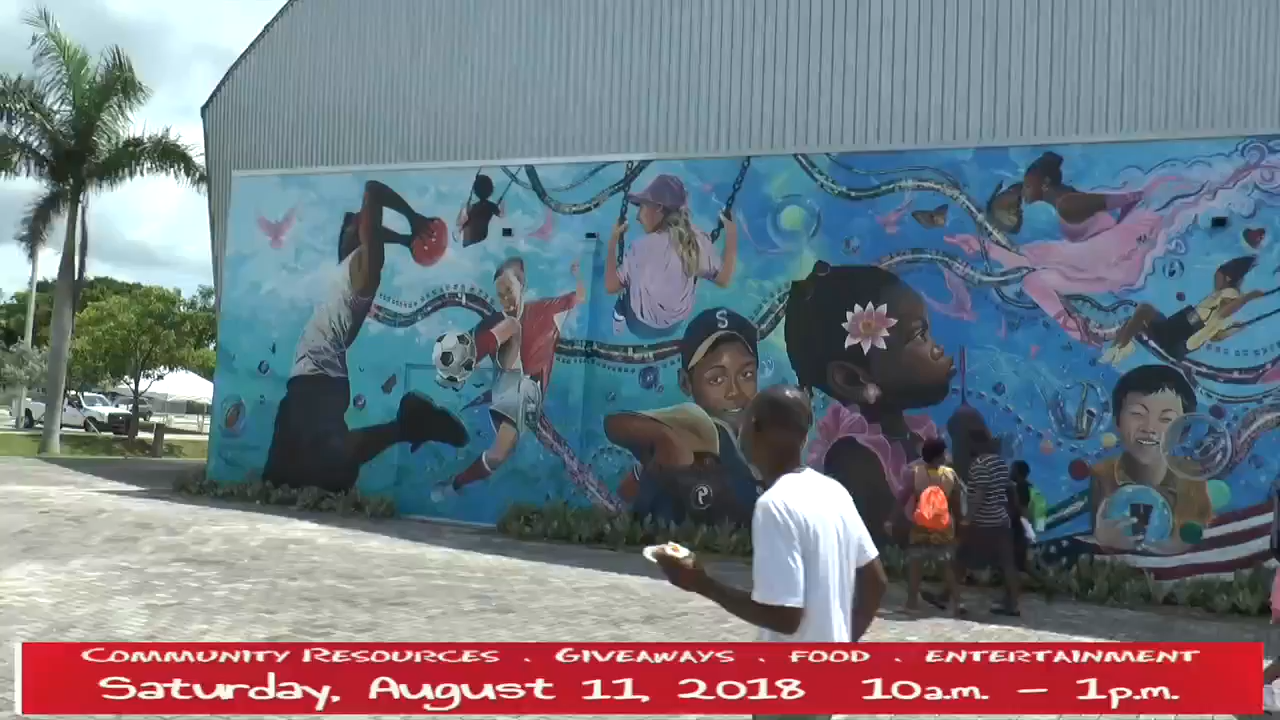 S
COMMUNITY RESOURCES . GIVEAWAYS . FOOD . ENTERTAINMENT
Saturday, August 11, 2018 10a.m. – 1p.m.